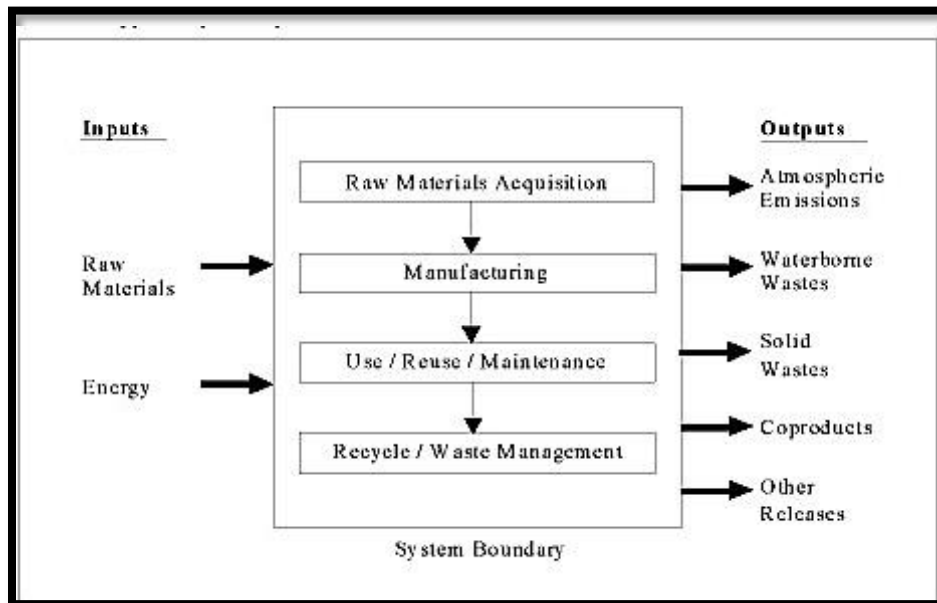 Inputs
Outputs
Raw Materials Acquisition
Atmospheric
Emissions
Raw
Materials
Manufacturing
Waterborne
Wastes
Use / Reuse / Maintenance
Solid
Wastes
Energy
Coproducts
Recycle / Waste Management
Other
Releases
System Boundary